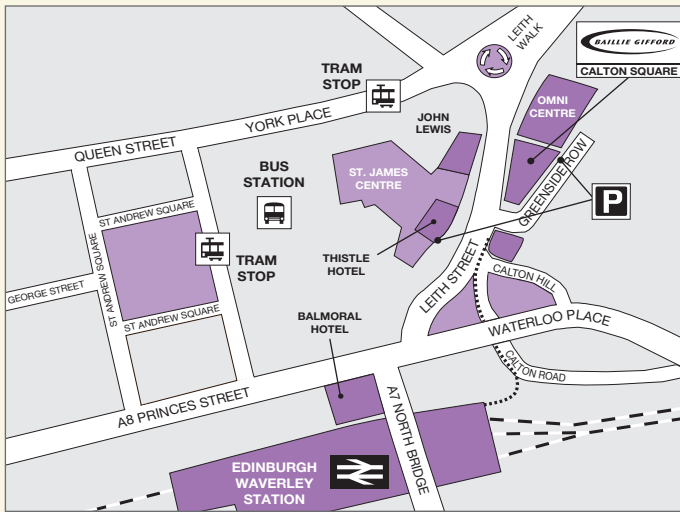 LEITH
WALK
BAILLIE GIFFORD
CALTON SQUARE
TRAM
STOP
OMNI
CENTRE
YORK PLACE
JOHN
LEWIS
QUEEN STREET
BUS
STATION
ST. JAMES
CENTRE
GREENSIDE ROW
P
ST ANDREW SQUARE
ST ANDREW SQUARE
TRAM
STOP
THISTLE
HOTEL
LEITH STREET
CALTON HILL
GEORGE STREET
ST ANDREW SQUARE
BALMORAL
HOTEL
WATERLOO PLACE
CALTON ROAD
A8 PRINCES STREET
A7 NORTH BRIDGE
EDINBURGH
WAVERLEY
STATION